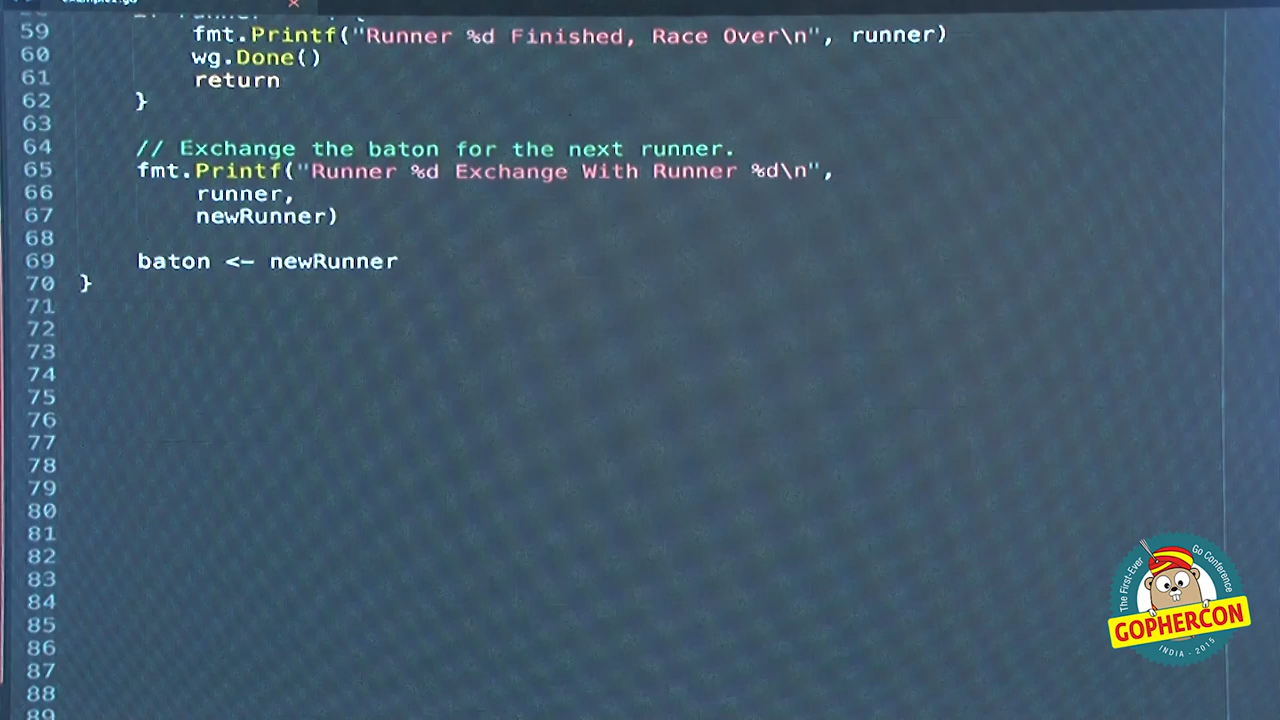 59 fmt.Printf("Runner %d Finished, Race Over\n", runner)
60 wg.Done()
61 return
62 }
63
64 // Exchange the baton for the next runner.
65 fmt.Printf("Runner %d Exchange With Runner %d\n",
66 runner,
67 newRunner)
68
69 baton <- newRunner
70 }
71
72
73
74
75
76
77
78
79
80
81
82
83
84
85
86
87
88
89
The First-Ever Go Conference
GOPHERCON
INDIA - 2015